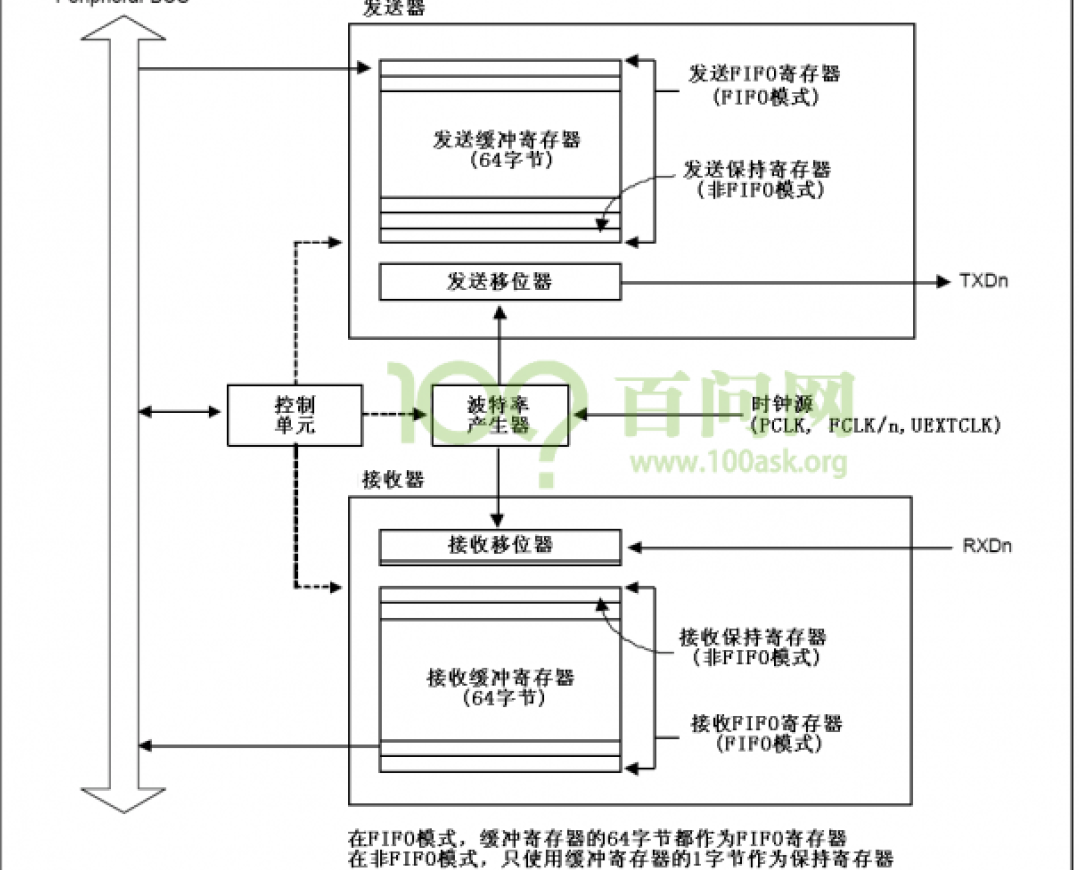 Peripheral BUS
发送器
发送FIFO寄存器
(FIFO模式)
发送缓冲寄存器
(64字节)
发送保持寄存器
(非FIFO模式)
发送移位器
TXDn
控制
单元
波特率
产生器
时钟源
(PCLK, FCLK/n,UEXTCLK)
百问网
www.100ask.org
接收器
接收移位器
RXDn
接收保持寄存器
(非FIFO模式)
接收缓冲寄存器
(64字节)
接收FIFO寄存器
(FIFO模式)
在FIFO模式，缓冲寄存器的64字节都作为FIFO寄存器
在非FIFO模式，只使用缓冲寄存器的1字节作为保持寄存器